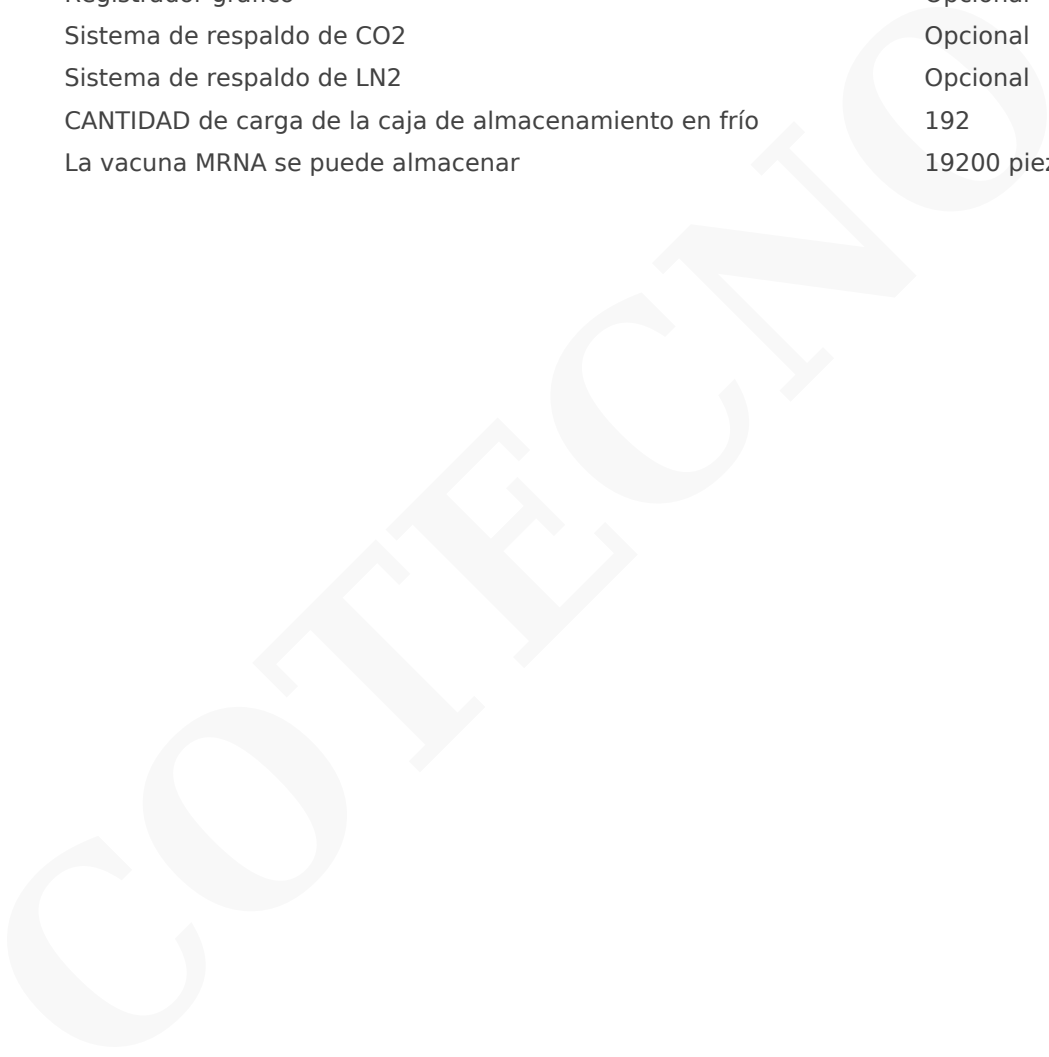 Sistema de respaldo de CO2 Opcional
Sistema de respaldo de LN2 Opcional
CANTIDAD de carga de la caja de almacenamiento en frío 192
La vacuna MRNA se puede almacenar 19200
COTECNO